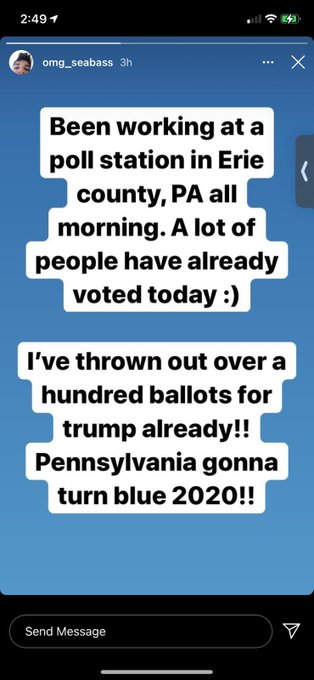 2:49
omg_seabass 3h
Been working at a
poll station in Erie
county, PA all
morning. A lot of
people have already
voted today :)
I’ve thrown out over a
hundred ballots for
trump already!!
Pennsylvania gonna
turn blue 2020!!
Send Message